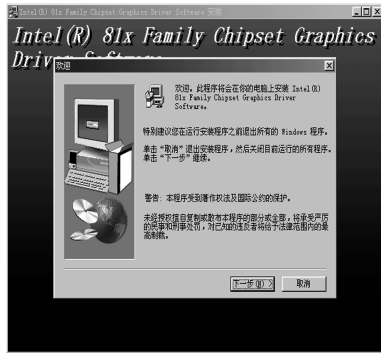 Intel(R) 81x Family Chipset Graphics Driver Software 安装
Intel(R) 81x Family Chipset Graphics
Driver Software
欢迎
欢迎。此程序将会在你的电脑上安装 Intel(R)
81x Family Chipset Graphics Driver
Software。
特别建议您在运行安装程序之前退出所有的 Windows 程序。
单击“取消”退出安装程序，然后关闭目前运行的所有程序。
单击“下一步”继续。
警告：本程序受到著作权法及国际公约的保护。
未经授权擅自复制或散布本程序的部分或全部，将承受严厉
的民事和刑事处罚，对已知的违反者将给予法律范围内的最
高制裁。
下一步(N) >
取消